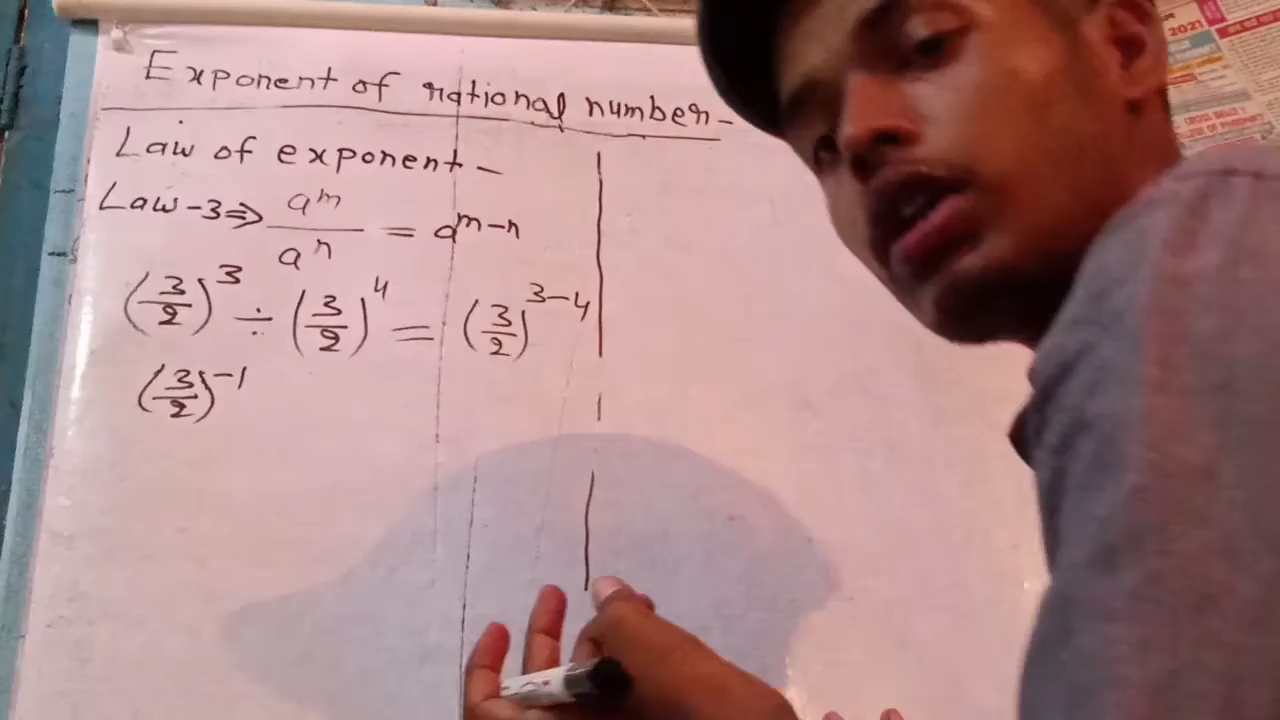 Exponent of rational number-
Law of exponent-
Law-3⇒ a^m/a^n = a^m-n
(3/2)^3 ÷ (3/2)^4 = (3/2)^3-4
(3/2)^-1
2021